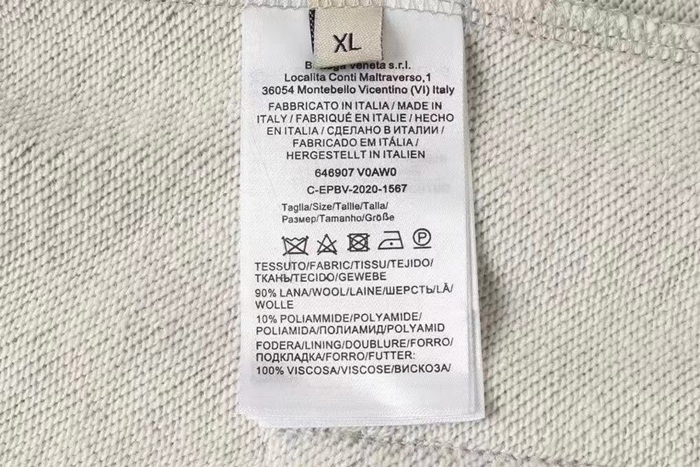 XL
Veneta s.r.l.
Localita Conti Maltraverso,1
36054 Montebello Vicentino (VI) Italy
FABBRICATO IN ITALIA / MADE IN
ITALY / FABRIQUÉ EN ITALIE / HECHO
EN ITALIA / СДЕЛАНО В ИТАЛИИ /
FABRICADO EM ITÁLIA /
HERGESTELLT IN ITALIEN
646907 V0AW0
C-EPBV-2020-1567
Taglia/Size/Taille/Talla/
Размер/Tamanho/Größe
P
TESSUTO/FABRIC/TISSU/TEJIDO/
ТКАНЬ/TECIDO/GEWEBE
90% LANA/WOOL/LAINE/ШЕРСТЬ/LÃ/
WOLLE
10% POLIAMMIDE/POLYAMIDE/
POLIAMIDA/ПОЛИАМИД/POLYAMID
FODERA/LINING/DOUBLURE/FORRO/
ПОДКЛАДКА/FORRO/FUTTER:
100% VISCOSA/VISCOSE/ВИСКОЗА/